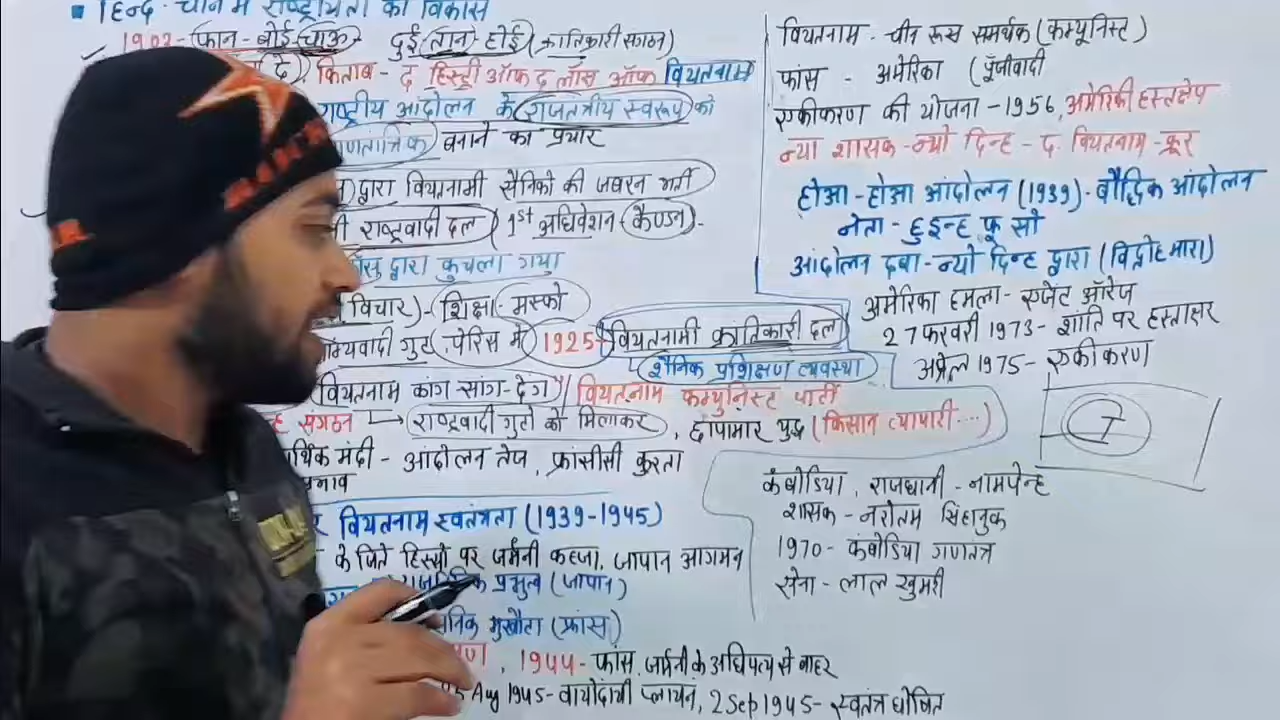 ▪ हिन्द-चीन में राष्ट्रीयता का विकास
1903-फान-बोई-चाऊ दुई तान होई (क्रांतिकारी संगठन)
किताब - द हिस्ट्री ऑफ द लॉस ऑफ वियतनाम
राष्ट्रीय आंदोलन के राजतंत्रीय स्वरूप को
गणतांत्रिक बनाने का प्रचार
द्वारा वियतनामी सैनिकों की जबरन भर्ती
राष्ट्रवादी दल (1st अधिवेशन (कैण्टन)
द्वारा कुचला गया
विचार) - शिक्षा - मस्को
साम्यवादी गुट पेरिस में 1925 वियतनामी क्रांतिकारी दल
सैनिक प्रशिक्षण व्यवस्था
वियतनाम कांग सांग-देंग // वियतनाम कम्युनिस्ट पार्टी
संगठन → राष्ट्रवादी गुटों को मिलाकर, छापामार युद्ध (किसान व्यापारी....)
मंदी - आंदोलन तेज, फ्रांसीसी क्रुरता
वियतनाम स्वतंत्रता (1939-1945)
के जिते हिस्सों पर जर्मनी कब्जा, जापान आगमन
प्रभुत्व (जापान)
मुखौटा (फ्रांस)
, 1944 - फ्रांस जर्मनी के अधिपत्य से बाहर
Aug 1945 - वायोदायी प्लायन, 2 Sep 1945 - स्वतंत्र घोषित
वियतनाम - चीन रूस समर्थक (कम्यूनिस्ट)
फांस - अमेरिका (पुँजीवादी
एकीकरण की योजना - 1956, अमेरिकी हस्तक्षेप
न्या शासक - न्यो दिन्ह - द. वियतनाम - क्रूर
होआ-होआ आंदोलन (1939) - बौद्धिक आंदोलन
नेता - हुइन्ह फू सो
आंदोलन दबा - न्यो दिन्ह द्वारा (विद्रोह मारा)
अमेरिका हमला - एजेंट ऑरेंज
27 फरवरी 1973 - शांति पर हस्ताक्षर
अप्रेल 1975 - एकीकरण
कंबोडिया, राजधानी - नामपेन्ह
शासक - नरोतम सिंहानुक
1970 - कंबोडिया गणतंत्र
सेना - लाल खुमरी